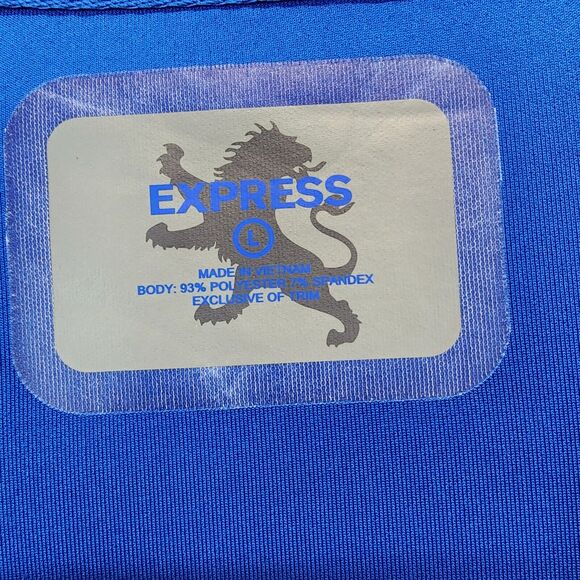 EXPRESS
L
MADE IN VIETNAM
BODY: 93% POLYESTER 7% SPANDEX
EXCLUSIVE OF TRIM